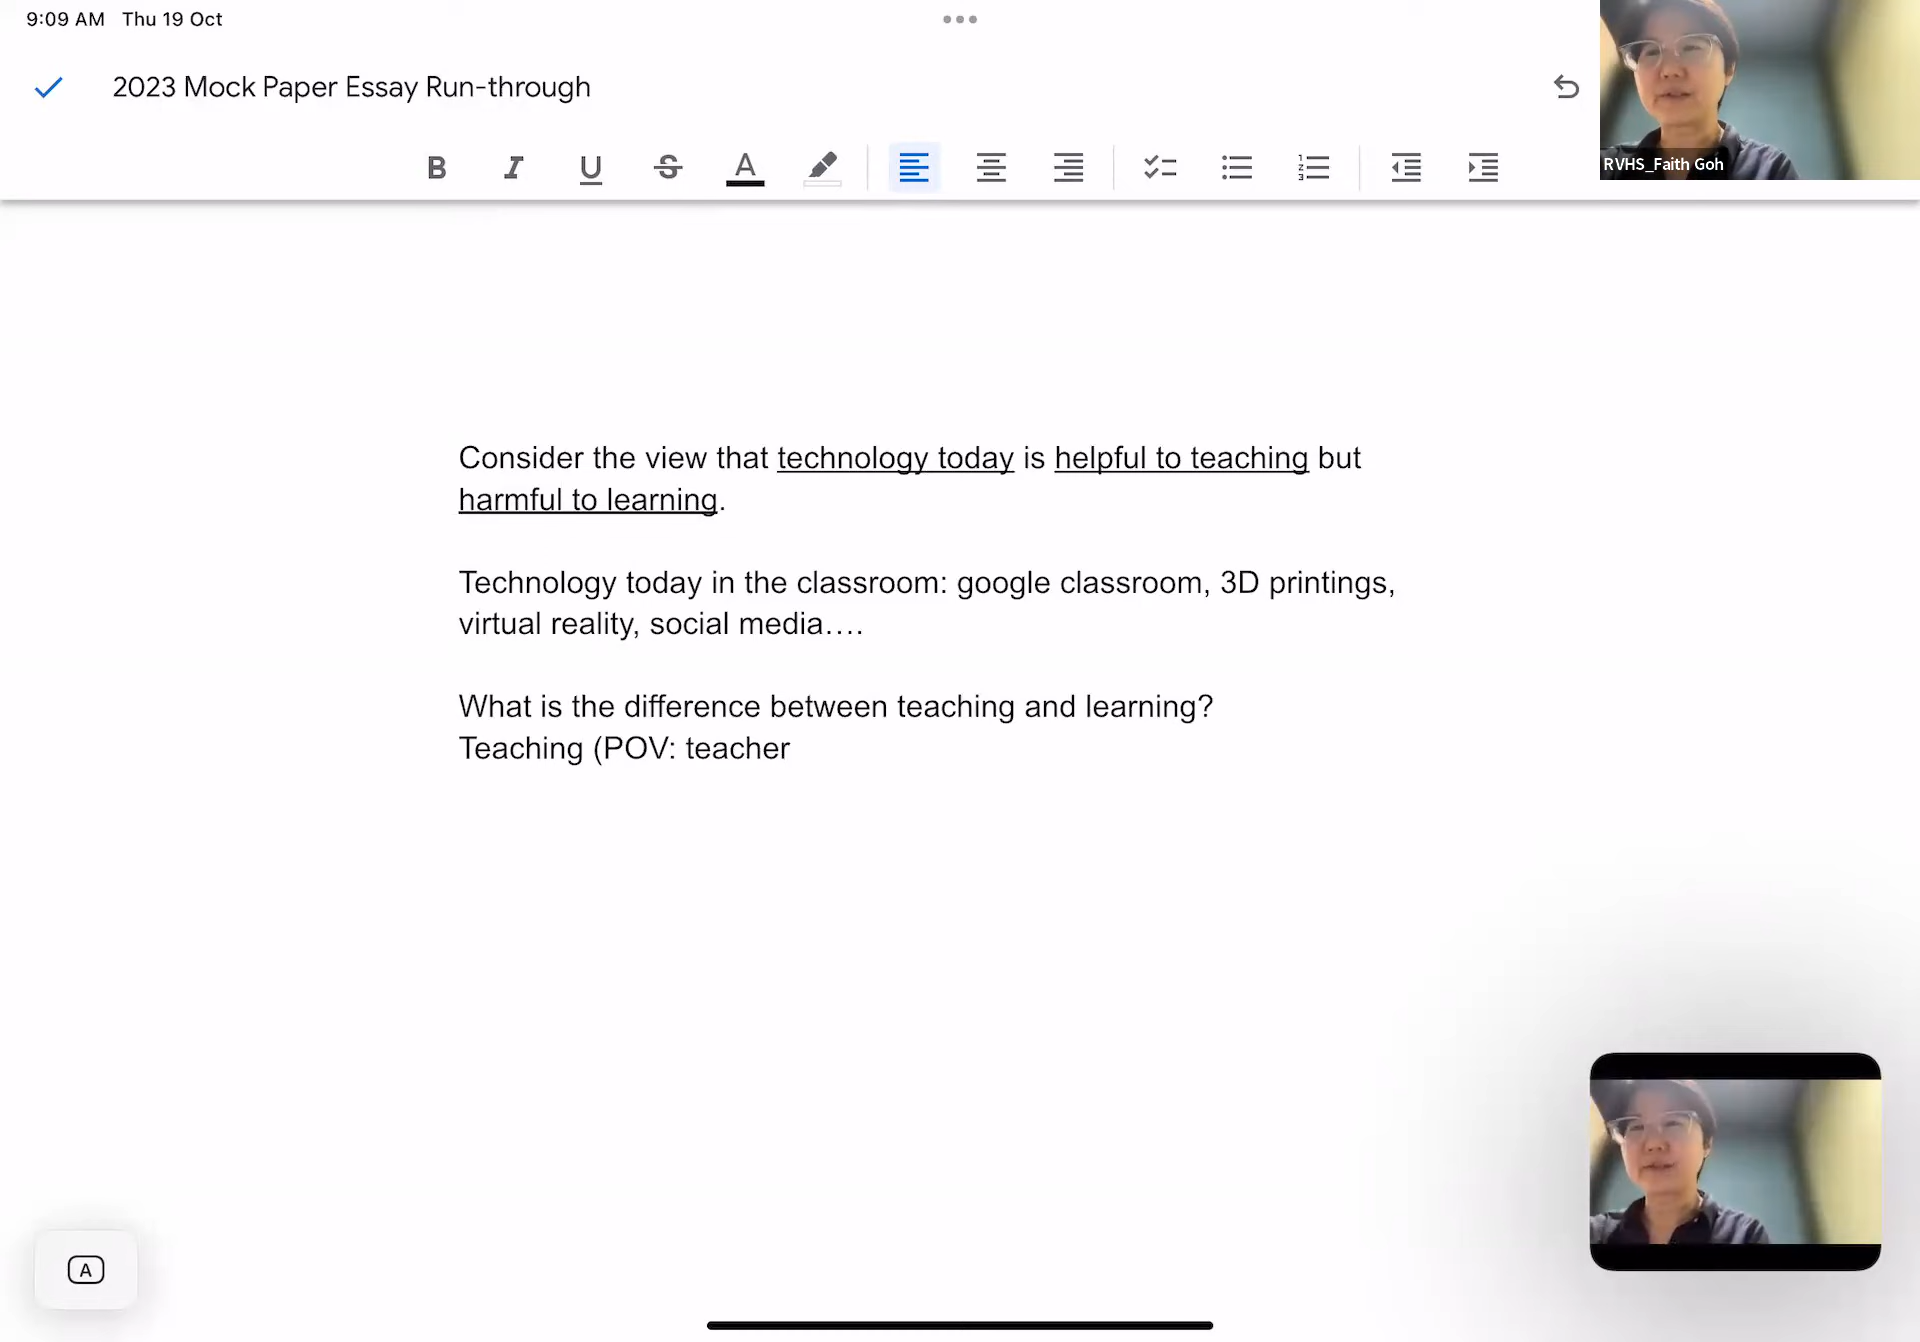 9:09 AM Thu 19 Oct
2023 Mock Paper Essay Run-through
B I U S A
RVHS_Faith Goh
Consider the view that technology today is helpful to teaching but
harmful to learning.
Technology today in the classroom: google classroom, 3D printings,
virtual reality, social media....
What is the difference between teaching and learning?
Teaching (POV: teacher
A